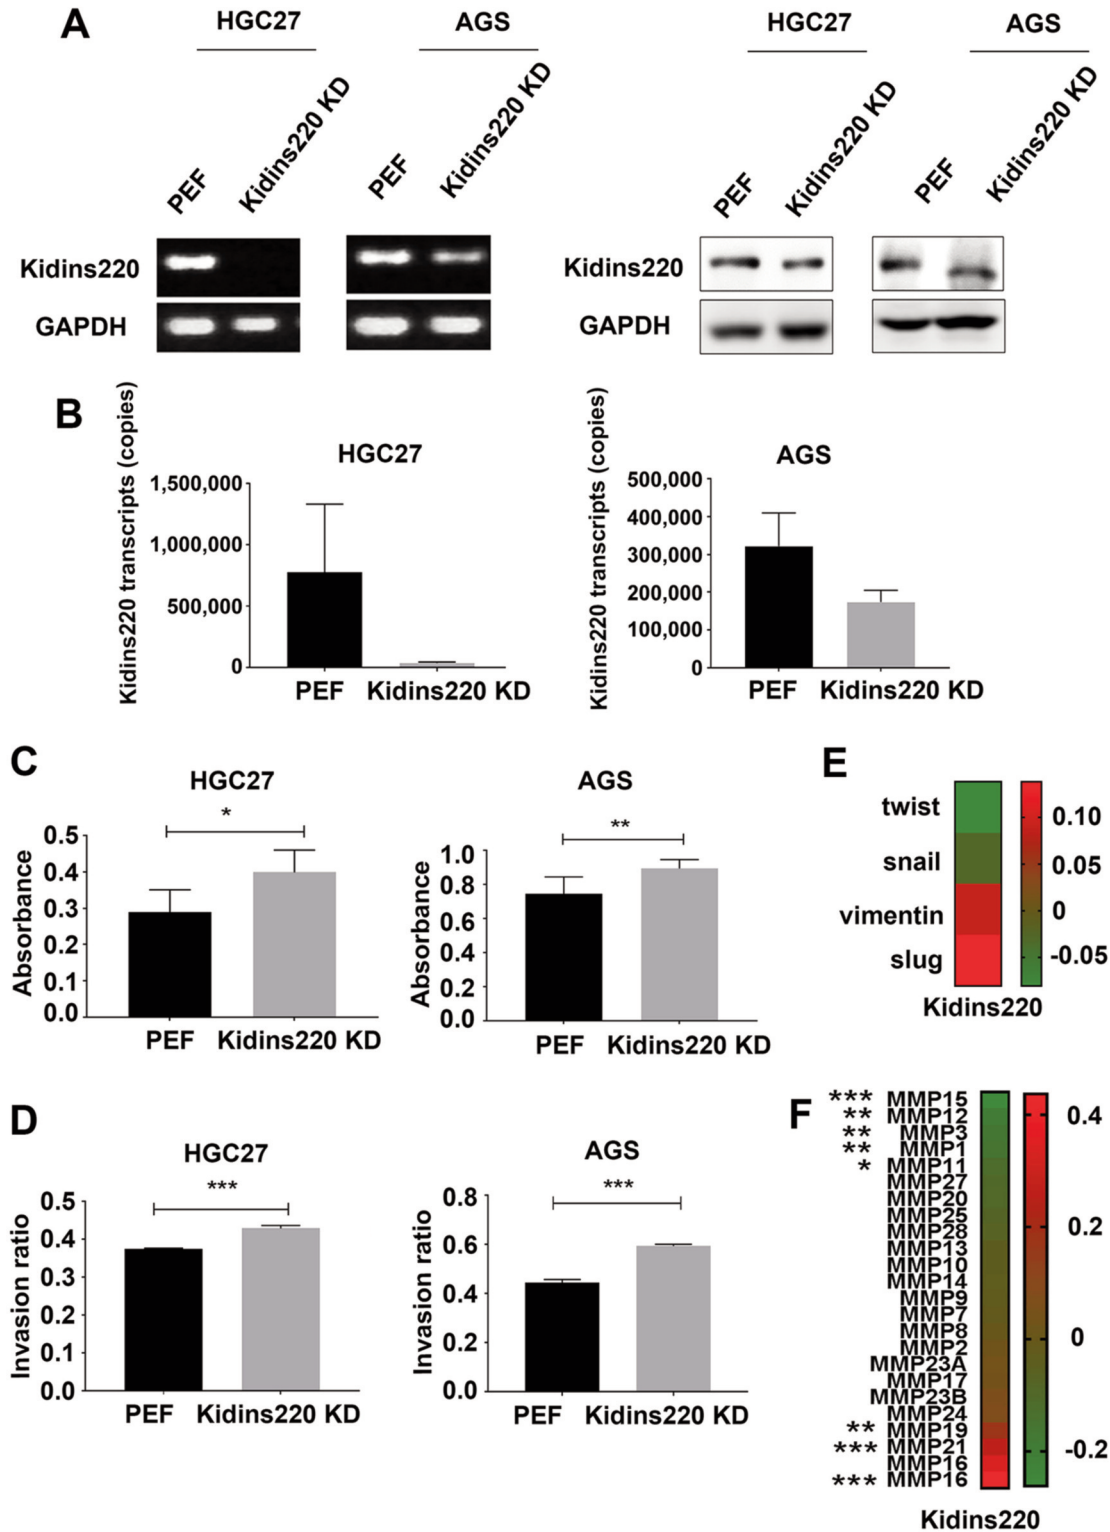 A
HGC27
AGS
HGC27
AGS
PEF
Kidins220 KD
PEF
Kidins220 KD
PEF
Kidins220 KD
PEF
Kidins220 KD
Kidins220
GAPDH
Kidins220
GAPDH
B
HGC27
Kidins220 transcripts (copies)
1,500,000
1,000,000
500,000
0
PEF
Kidins220 KD
AGS
Kidins220 transcripts (copies)
500,000
400,000
300,000
200,000
100,000
0
PEF
Kidins220 KD
C
HGC27
*
Absorbance
0.5
0.4
0.3
0.2
0.1
0.0
PEF
Kidins220 KD
AGS
**
Absorbance
1.0
0.8
0.6
0.4
0.2
0.0
PEF
Kidins220 KD
E
twist
snail
vimentin
slug
0.10
0.05
0
-0.05
Kidins220
D
HGC27
***
Invasion ratio
0.5
0.4
0.3
0.2
0.1
0.0
PEF
Kidins220 KD
AGS
***
Invasion ratio
0.8
0.6
0.4
0.2
0.0
PEF
Kidins220 KD
F
*** MMP15
** MMP12
** MMP3
** MMP1
* MMP11
MMP27
MMP20
MMP25
MMP28
MMP13
MMP10
MMP14
MMP9
MMP7
MMP8
MMP2
MMP23A
MMP17
MMP23B
MMP24
** MMP19
*** MMP21
MMP16
*** MMP16
0.4
0.2
0
-0.2
Kidins220